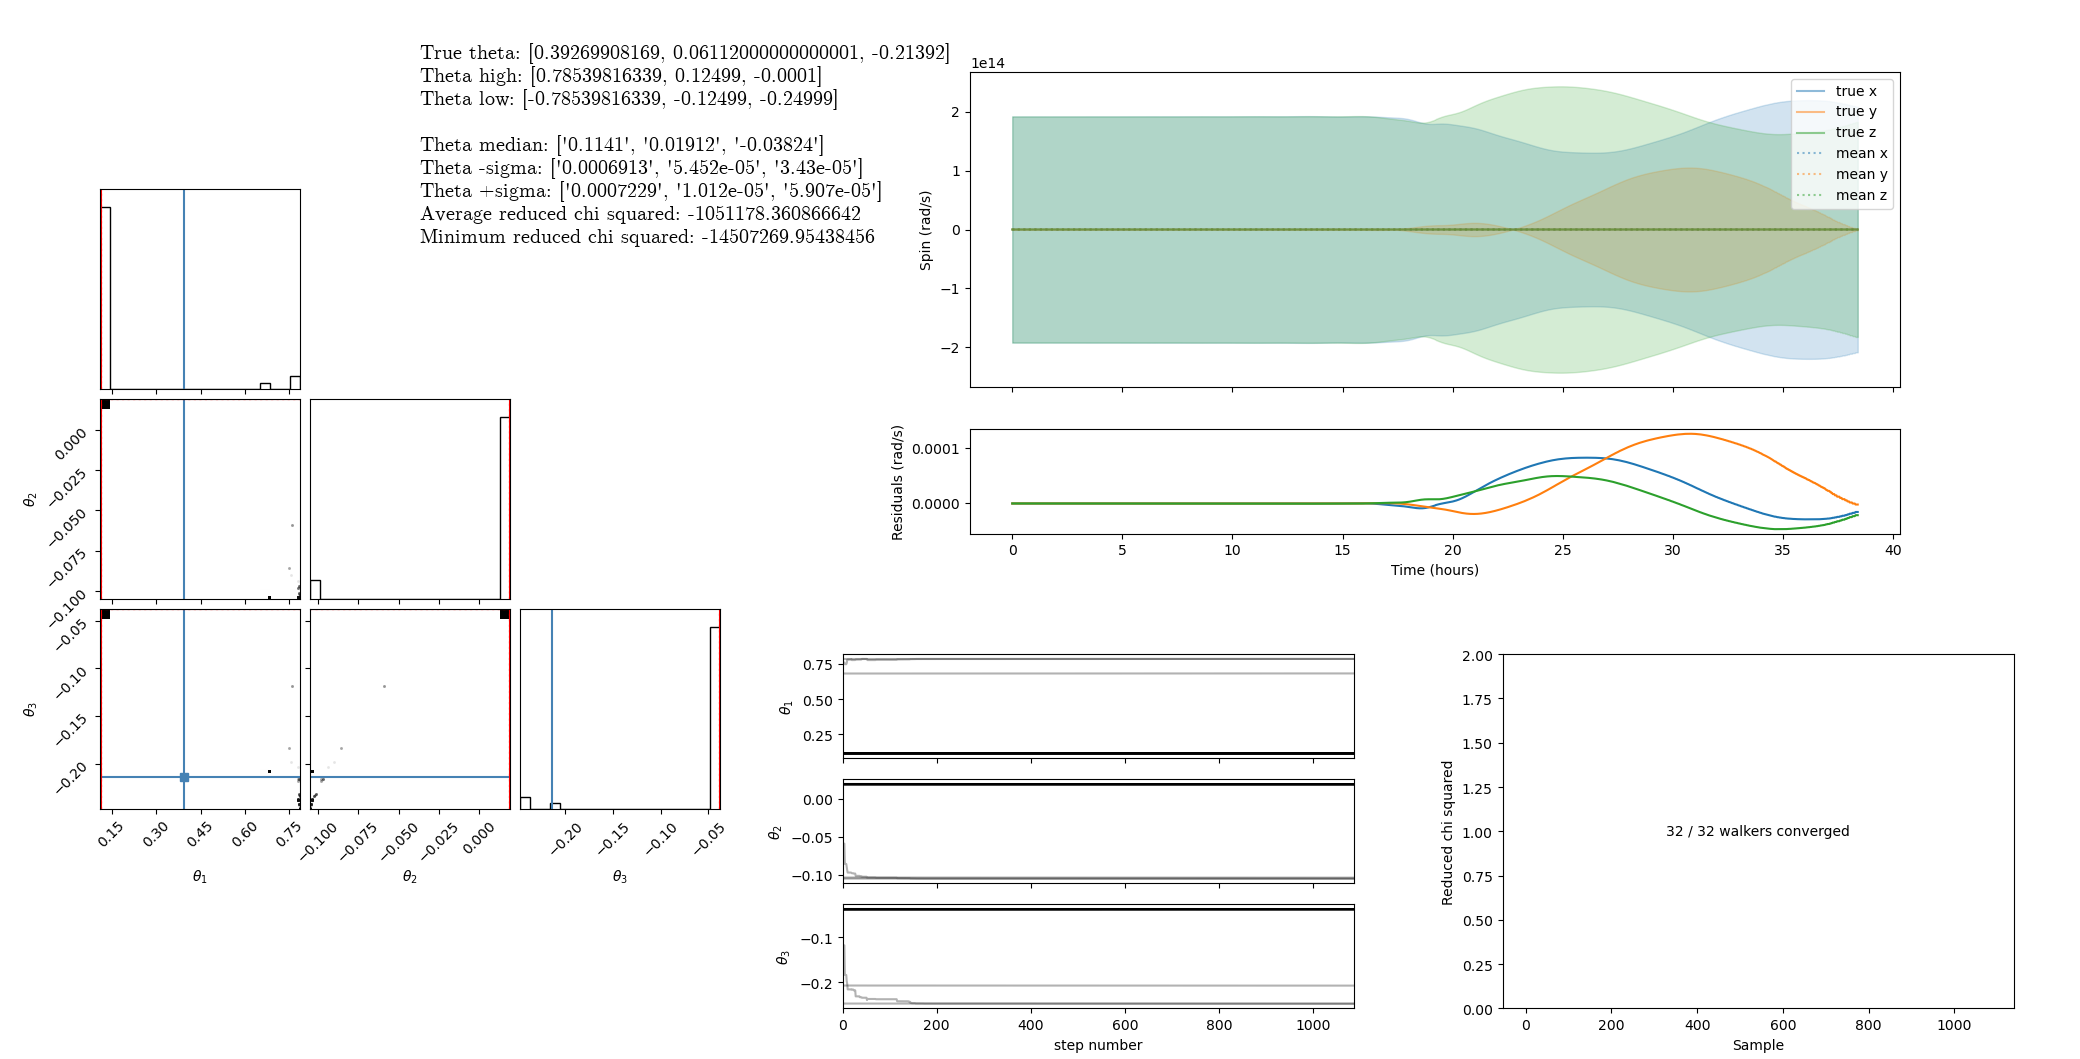 True theta: [0.39269908169, 0.06112000000000001, -0.21392]
Theta high: [0.78539816339, 0.12499, -0.0001]
Theta low: [-0.78539816339, -0.12499, -0.24999]
Theta median: ['0.1141', '0.01912', '-0.03824']
Theta -sigma: ['0.0006913', '5.452e-05', '3.43e-05']
Theta +sigma: ['0.0007229', '1.012e-05', '5.907e-05']
Average reduced chi squared: -1051178.360866642
Minimum reduced chi squared: -14507269.95438456
1e14
2
1
0
−1
−2
Spin (rad/s)
true x
true y
true z
mean x
mean y
mean z
0.0001
0.0000
Residuals (rad/s)
0 5 10 15 20 25 30 35 40
Time (hours)
0.000
−0.025
−0.050
−0.075
−0.100
θ2
−0.05
−0.10
−0.15
−0.20
θ3
0.15 0.30 0.45 0.60 0.75
θ1
−0.100 −0.075 −0.050 −0.025 0.000
θ2
−0.20 −0.15 −0.10 −0.05
θ3
0.75
0.50
0.25
θ1
0.00
−0.05
−0.10
θ2
−0.1
−0.2
θ3
0 200 400 600 800 1000
step number
2.00
1.75
1.50
1.25
1.00
0.75
0.50
0.25
0.00
Reduced chi squared
32 / 32 walkers converged
0 200 400 600 800 1000
Sample